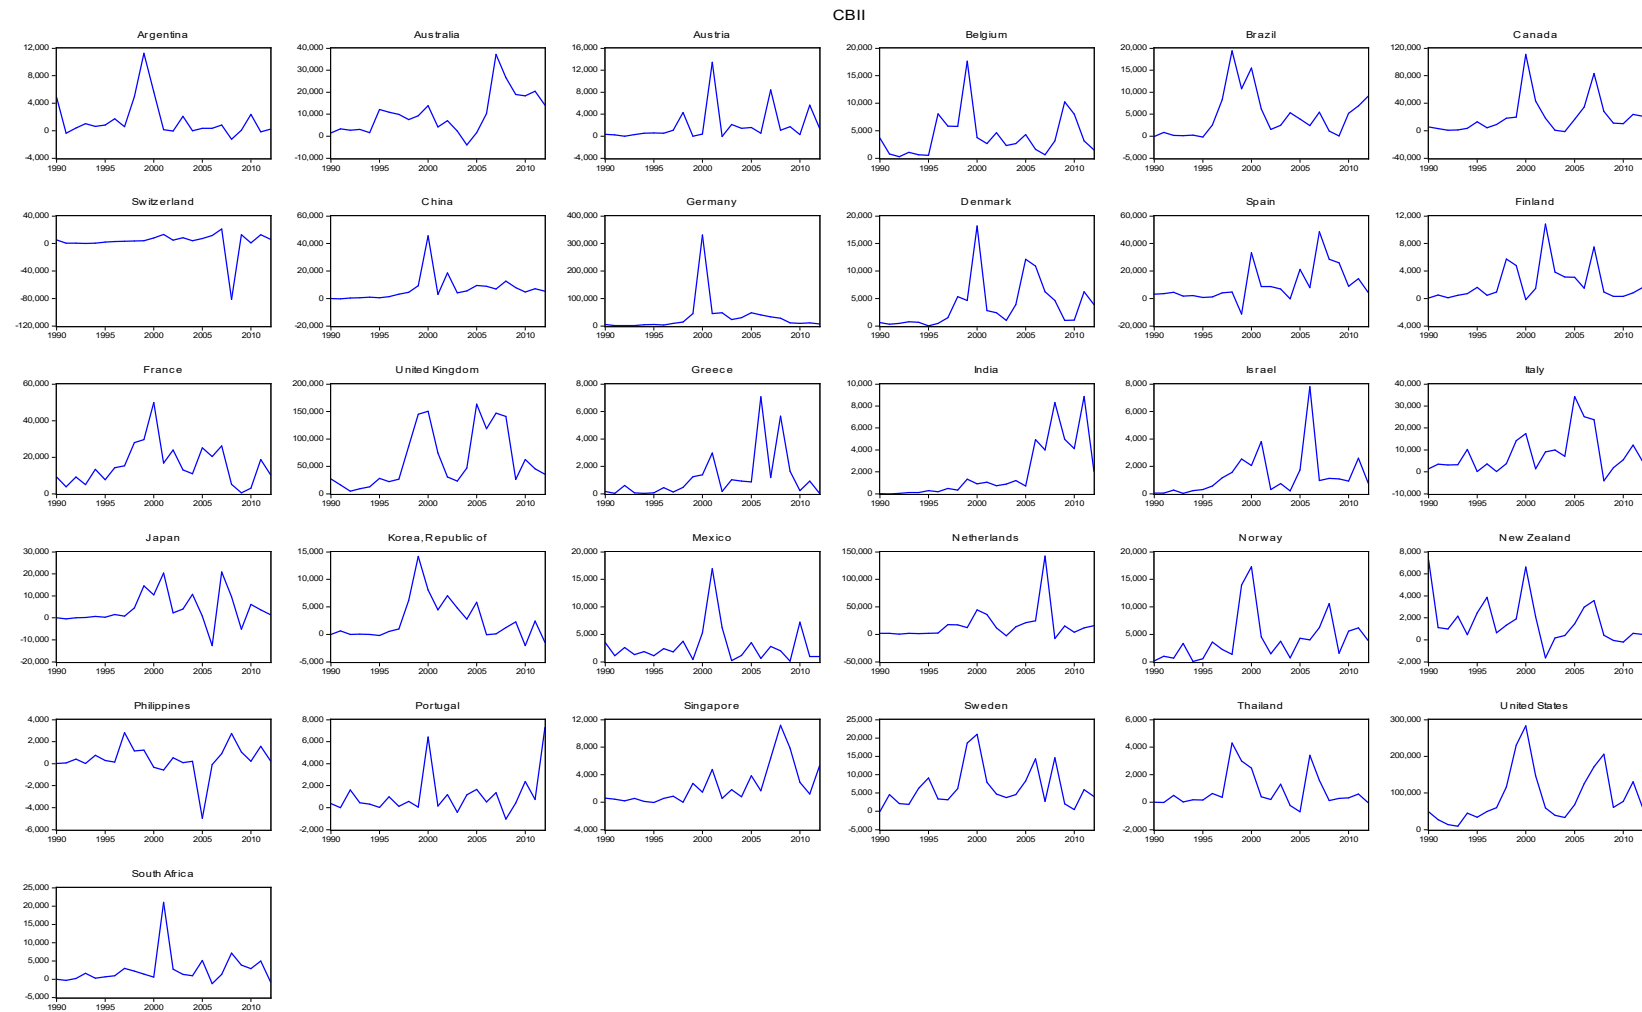 CBII
Argentina
12,000
8,000
4,000
0
-4,000
1990 1995 2000 2005 2010
Australia
40,000
30,000
20,000
10,000
0
-10,000
1990 1995 2000 2005 2010
Austria
16,000
12,000
8,000
4,000
0
-4,000
1990 1995 2000 2005 2010
Belgium
20,000
15,000
10,000
5,000
0
1990 1995 2000 2005 2010
Brazil
20,000
15,000
10,000
5,000
0
-5,000
1990 1995 2000 2005 2010
Canada
120,000
80,000
40,000
0
-40,000
1990 1995 2000 2005 2010
Switzerland
40,000
0
-40,000
-80,000
-120,000
1990 1995 2000 2005 2010
China
60,000
40,000
20,000
0
-20,000
1990 1995 2000 2005 2010
Germany
400,000
300,000
200,000
100,000
0
1990 1995 2000 2005 2010
Denmark
20,000
15,000
10,000
5,000
0
1990 1995 2000 2005 2010
Spain
60,000
40,000
20,000
0
-20,000
1990 1995 2000 2005 2010
Finland
12,000
8,000
4,000
0
-4,000
1990 1995 2000 2005 2010
France
60,000
40,000
20,000
0
1990 1995 2000 2005 2010
United Kingdom
200,000
150,000
100,000
50,000
0
1990 1995 2000 2005 2010
Greece
8,000
6,000
4,000
2,000
0
1990 1995 2000 2005 2010
India
10,000
8,000
6,000
4,000
2,000
0
1990 1995 2000 2005 2010
Israel
8,000
6,000
4,000
2,000
0
1990 1995 2000 2005 2010
Italy
40,000
30,000
20,000
10,000
0
-10,000
1990 1995 2000 2005 2010
Japan
30,000
20,000
10,000
0
-10,000
-20,000
1990 1995 2000 2005 2010
Korea, Republic of
15,000
10,000
5,000
0
-5,000
1990 1995 2000 2005 2010
Mexico
20,000
15,000
10,000
5,000
0
1990 1995 2000 2005 2010
Netherlands
150,000
100,000
50,000
0
-50,000
1990 1995 2000 2005 2010
Norway
20,000
15,000
10,000
5,000
0
1990 1995 2000 2005 2010
New Zealand
8,000
6,000
4,000
2,000
0
-2,000
1990 1995 2000 2005 2010
Philippines
4,000
2,000
0
-2,000
-4,000
-6,000
1990 1995 2000 2005 2010
Portugal
8,000
6,000
4,000
2,000
0
-2,000
1990 1995 2000 2005 2010
Singapore
12,000
8,000
4,000
0
-4,000
1990 1995 2000 2005 2010
Sweden
25,000
20,000
15,000
10,000
5,000
0
-5,000
1990 1995 2000 2005 2010
Thailand
6,000
4,000
2,000
0
-2,000
1990 1995 2000 2005 2010
United States
300,000
200,000
100,000
0
1990 1995 2000 2005 2010
South Africa
25,000
20,000
15,000
10,000
5,000
0
-5,000
1990 1995 2000 2005 2010